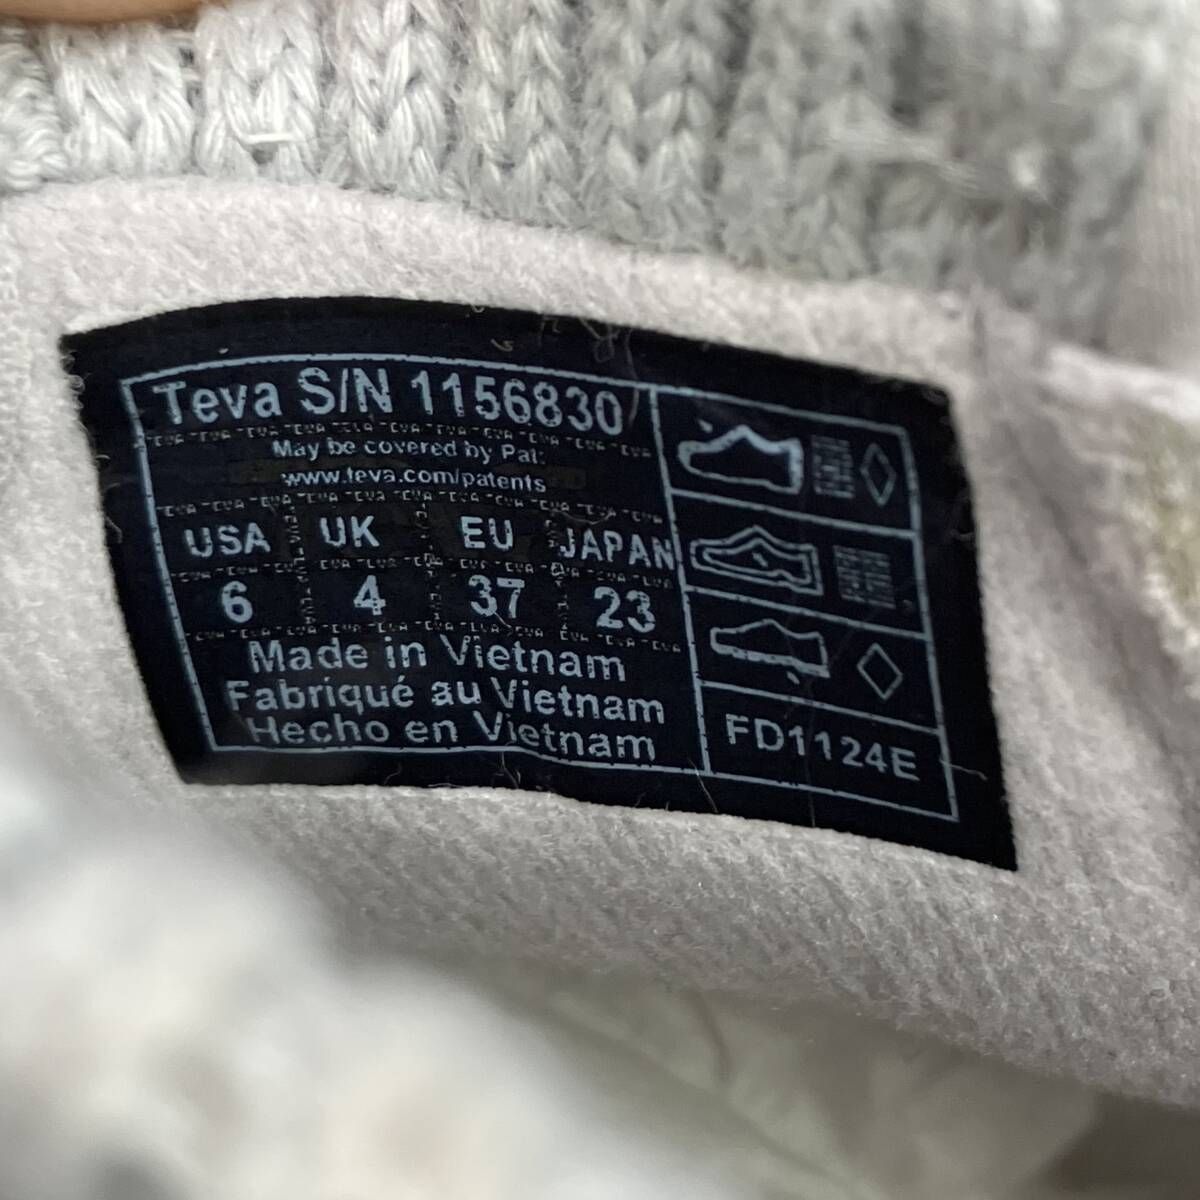 Teva S/N 1156830
May be covered by Pat:
www.teva.com/patents
USA UK EU JAPAN
6 4 37 23
Made in Vietnam
Fabriqué au Vietnam
Hecho en Vietnam
FD1124E